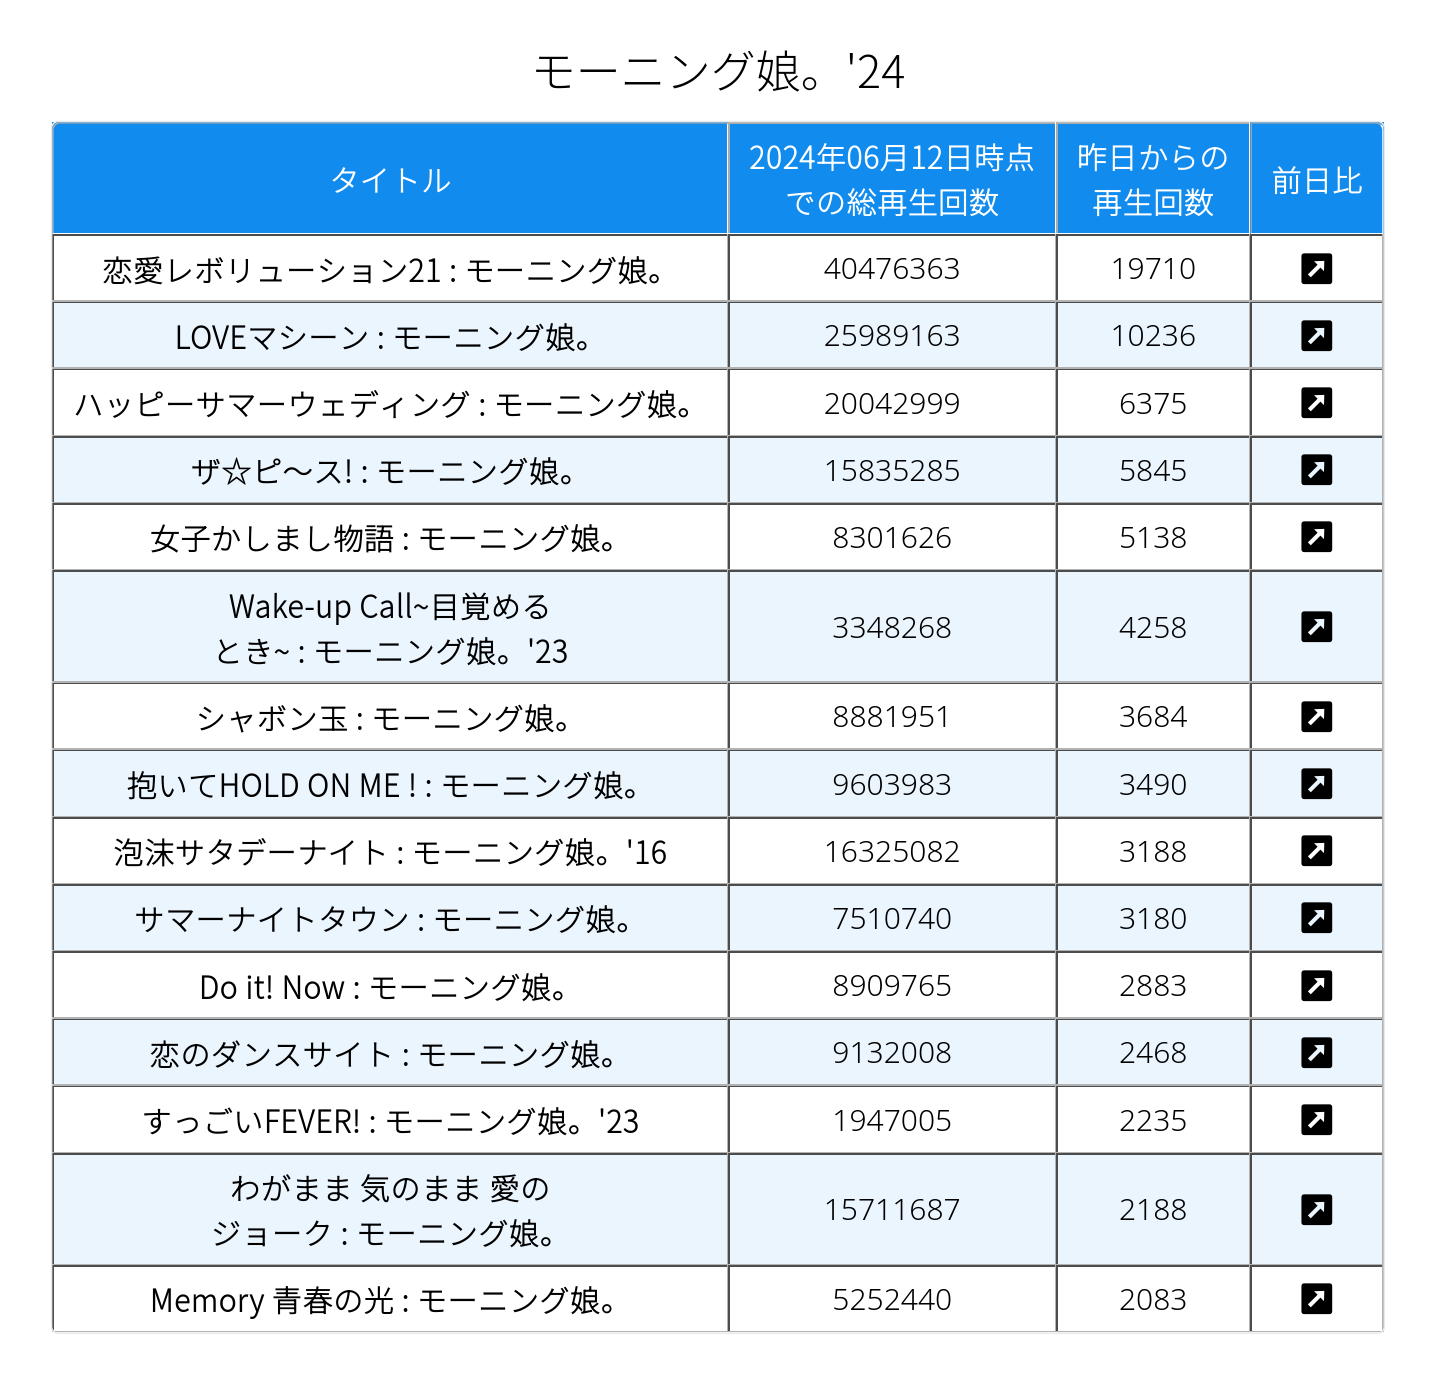 モーニング娘。'24
タイトル
2024年06月12日時点
での総再生回数
昨日からの
再生回数
前日比
恋愛レボリューション21 : モーニング娘。 40476363 19710
LOVEマシーン : モーニング娘。 25989163 10236
ハッピーサマーウェディング : モーニング娘。 20042999 6375
ザ☆ピ〜ス! : モーニング娘。 15835285 5845
女子かしまし物語 : モーニング娘。 8301626 5138
Wake-up Call~目覚める
とき~ : モーニング娘。'23 3348268 4258
シャボン玉 : モーニング娘。 8881951 3684
抱いてHOLD ON ME ! : モーニング娘。 9603983 3490
泡沫サタデーナイト : モーニング娘。'16 16325082 3188
サマーナイトタウン : モーニング娘。 7510740 3180
Do it! Now : モーニング娘。 8909765 2883
恋のダンスサイト : モーニング娘。 9132008 2468
すっごいFEVER! : モーニング娘。'23 1947005 2235
わがまま 気のまま 愛の
ジョーク : モーニング娘。 15711687 2188
Memory 青春の光 : モーニング娘。 5252440 2083